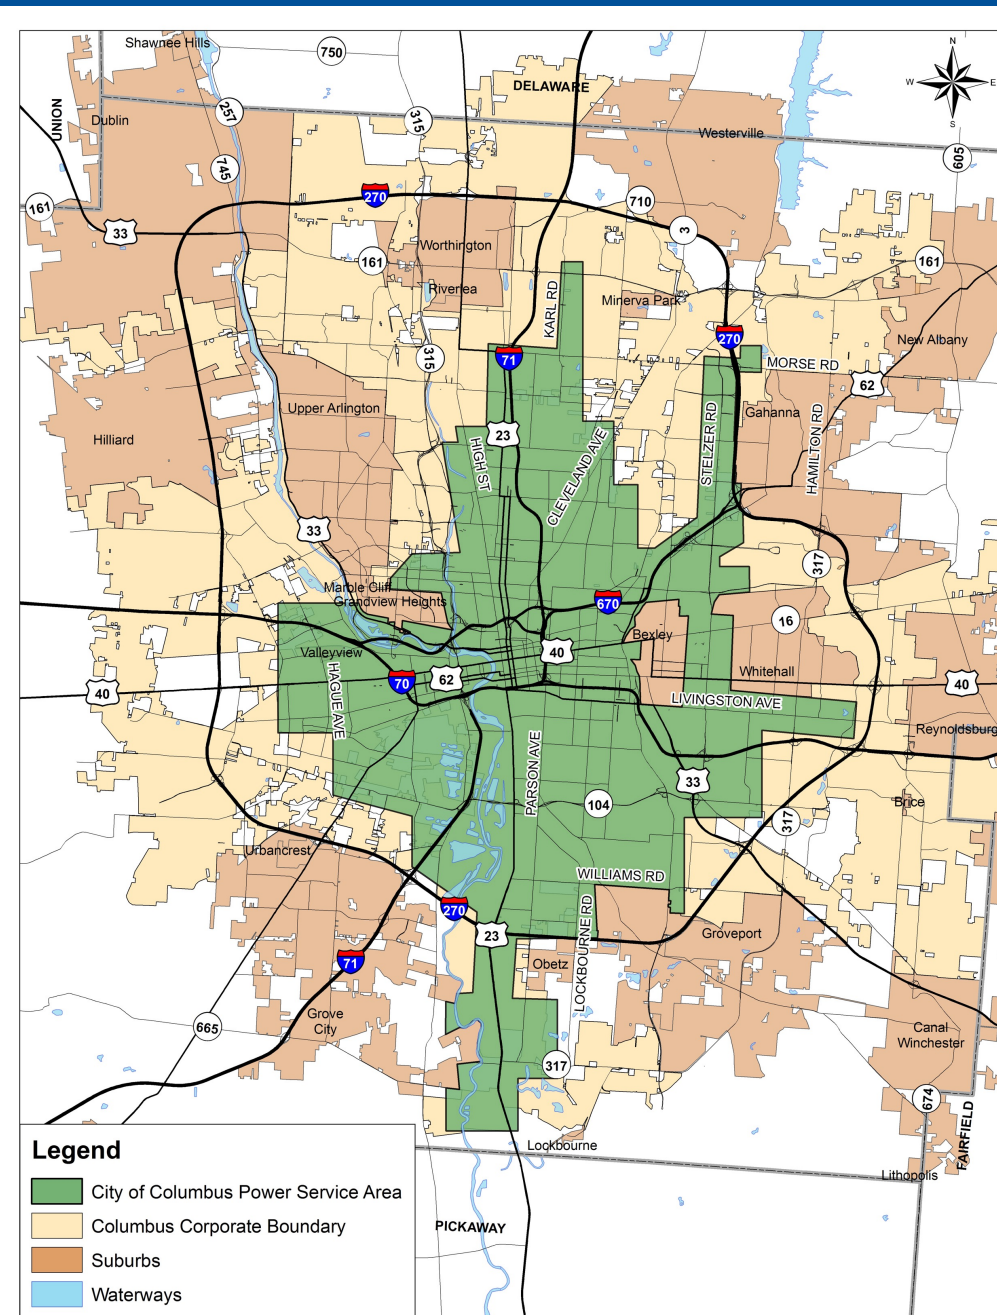 Shawnee Hills
750
N
W
E
S
DELAWARE
UNION
Dublin
257
315
Westerville
605
745
161
270
710
33
3
Worthington
161
161
Riverlea
KARL RD
Minerva Park
270
New Albany
71
315
MORSE RD
62
Upper Arlington
Gahanna
Hilliard
23
HIGH ST
CLEVELAND AVE
STELZER RD
HAMILTON RD
33
317
Marble Cliff
Grandview Heights
670
16
Bexley
Valleyview
40
Whitehall
HAGUE AVE
70
62
40
40
LIVINGSTON AVE
Reynoldsburg
PARSON AVE
33
104
Brice
317
Urbancrest
WILLIAMS RD
270
LOCKBOURNE RD
23
Groveport
71
Obetz
Grove
City
665
Canal
Winchester
317
674
FAIRFIELD
Lockbourne
Lithopolis
PICKAWAY
Legend
City of Columbus Power Service Area
Columbus Corporate Boundary
Suburbs
Waterways